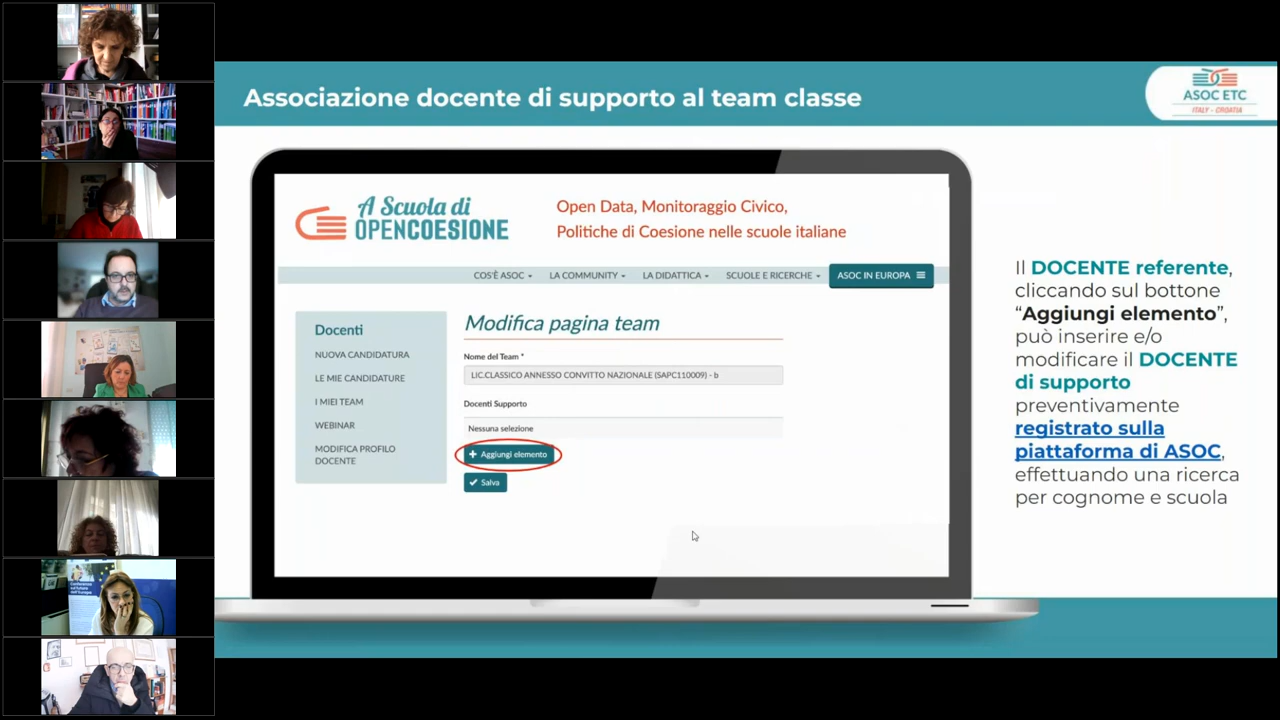 Associazione docente di supporto al team classe
ASOC ETC
ITALY - CROATIA
A Scuola di
OPENCOESIONE
Open Data, Monitoraggio Civico,
Politiche di Coesione nelle scuole italiane
COS'È ASOC
LA COMMUNITY
LA DIDATTICA
SCUOLE E RICERCHE
ASOC IN EUROPA
Docenti
NUOVA CANDIDATURA
LE MIE CANDIDATURE
I MIEI TEAM
WEBINAR
MODIFICA PROFILO
DOCENTE
Modifica pagina team
Nome del Team *
LIC.CLASSICO ANNESSO CONVITTO NAZIONALE (SAPC110009) - b
Docenti Supporto
Nessuna selezione
+ Aggiungi elemento
Salva
Il DOCENTE referente,
cliccando sul bottone
“Aggiungi elemento”,
può inserire e/o
modificare il DOCENTE
di supporto
preventivamente
registrato sulla
piattaforma di ASOC,
effettuando una ricerca
per cognome e scuola